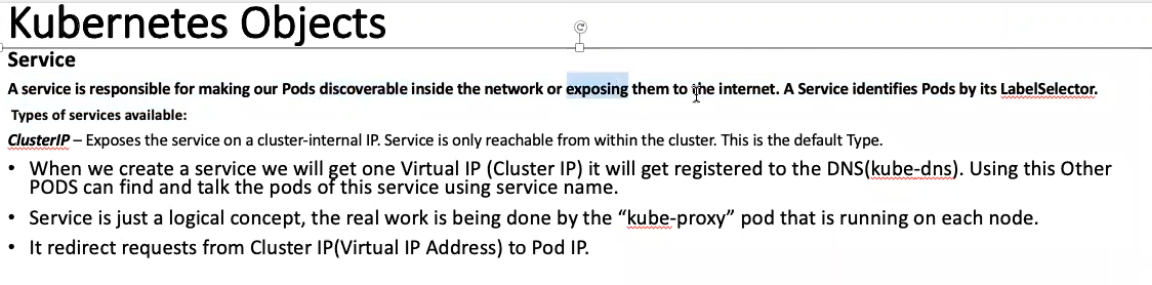 Kubernetes Objects
Service
A service is responsible for making our Pods discoverable inside the network or exposing them to the internet. A Service identifies Pods by its LabelSelector.
Types of services available:
ClusterIP – Exposes the service on a cluster-internal IP. Service is only reachable from within the cluster. This is the default Type.
• When we create a service we will get one Virtual IP (Cluster IP) it will get registered to the DNS(kube-dns). Using this Other
PODS can find and talk the pods of this service using service name.
• Service is just a logical concept, the real work is being done by the “kube-proxy” pod that is running on each node.
• It redirect requests from Cluster IP(Virtual IP Address) to Pod IP.